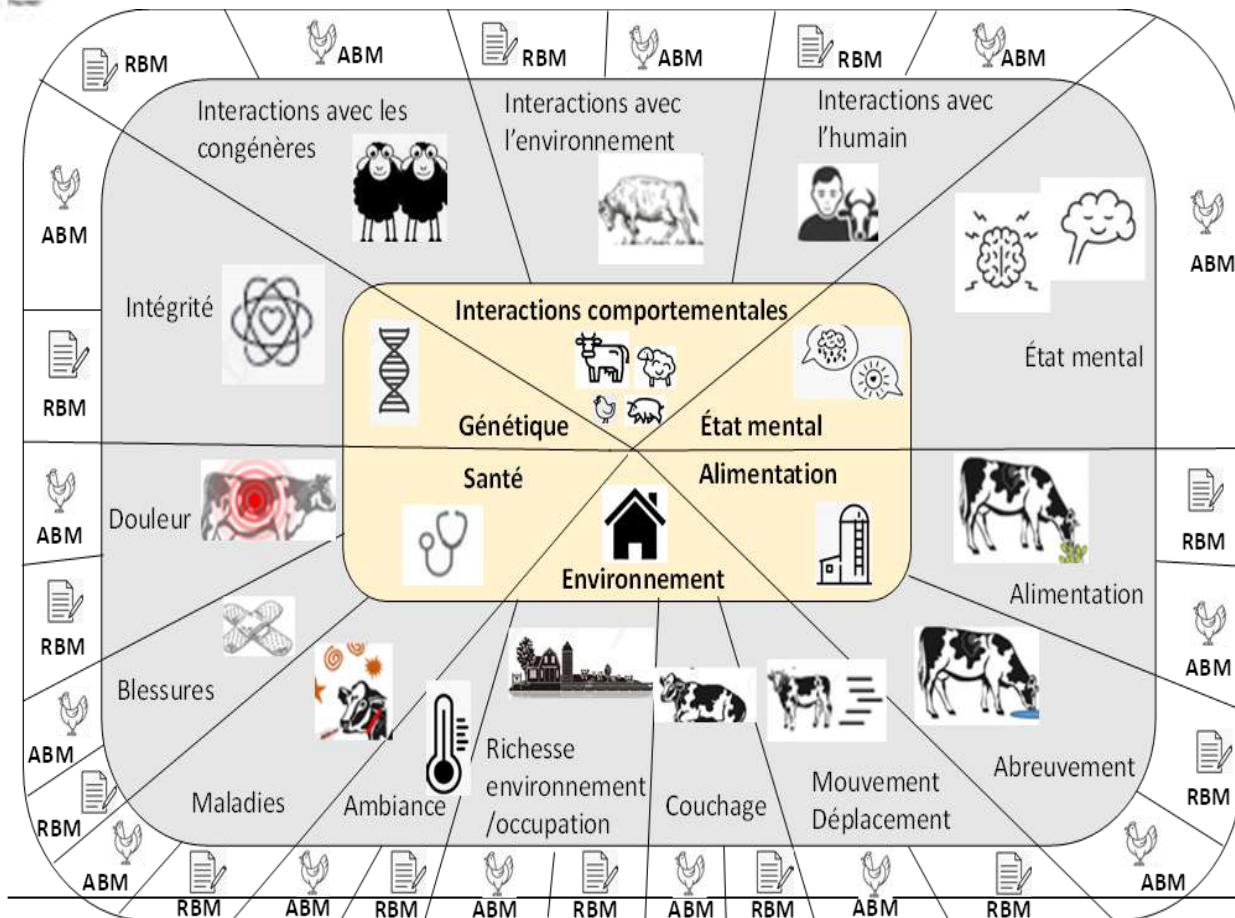 RBM
ABM
RBM
ABM
RBM
ABM
Interactions avec les
congénères
Interactions avec
l'environnement
Interactions avec
l'humain
ABM
ABM
Intégrité
Interactions comportementales
État mental
RBM
Génétique
État mental
Santé
Alimentation
Douleur
ABM
RBM
Environnement
Alimentation
RBM
ABM
Blessures
ABM
Richesse
environnement
/occupation
Abreuvement
Mouvement
Déplacement
Maladies
Ambiance
Couchage
RBM
RBM
ABM
ABM
RBM
ABM
RBM
ABM
RBM
ABM
RBM
ABM
RBM